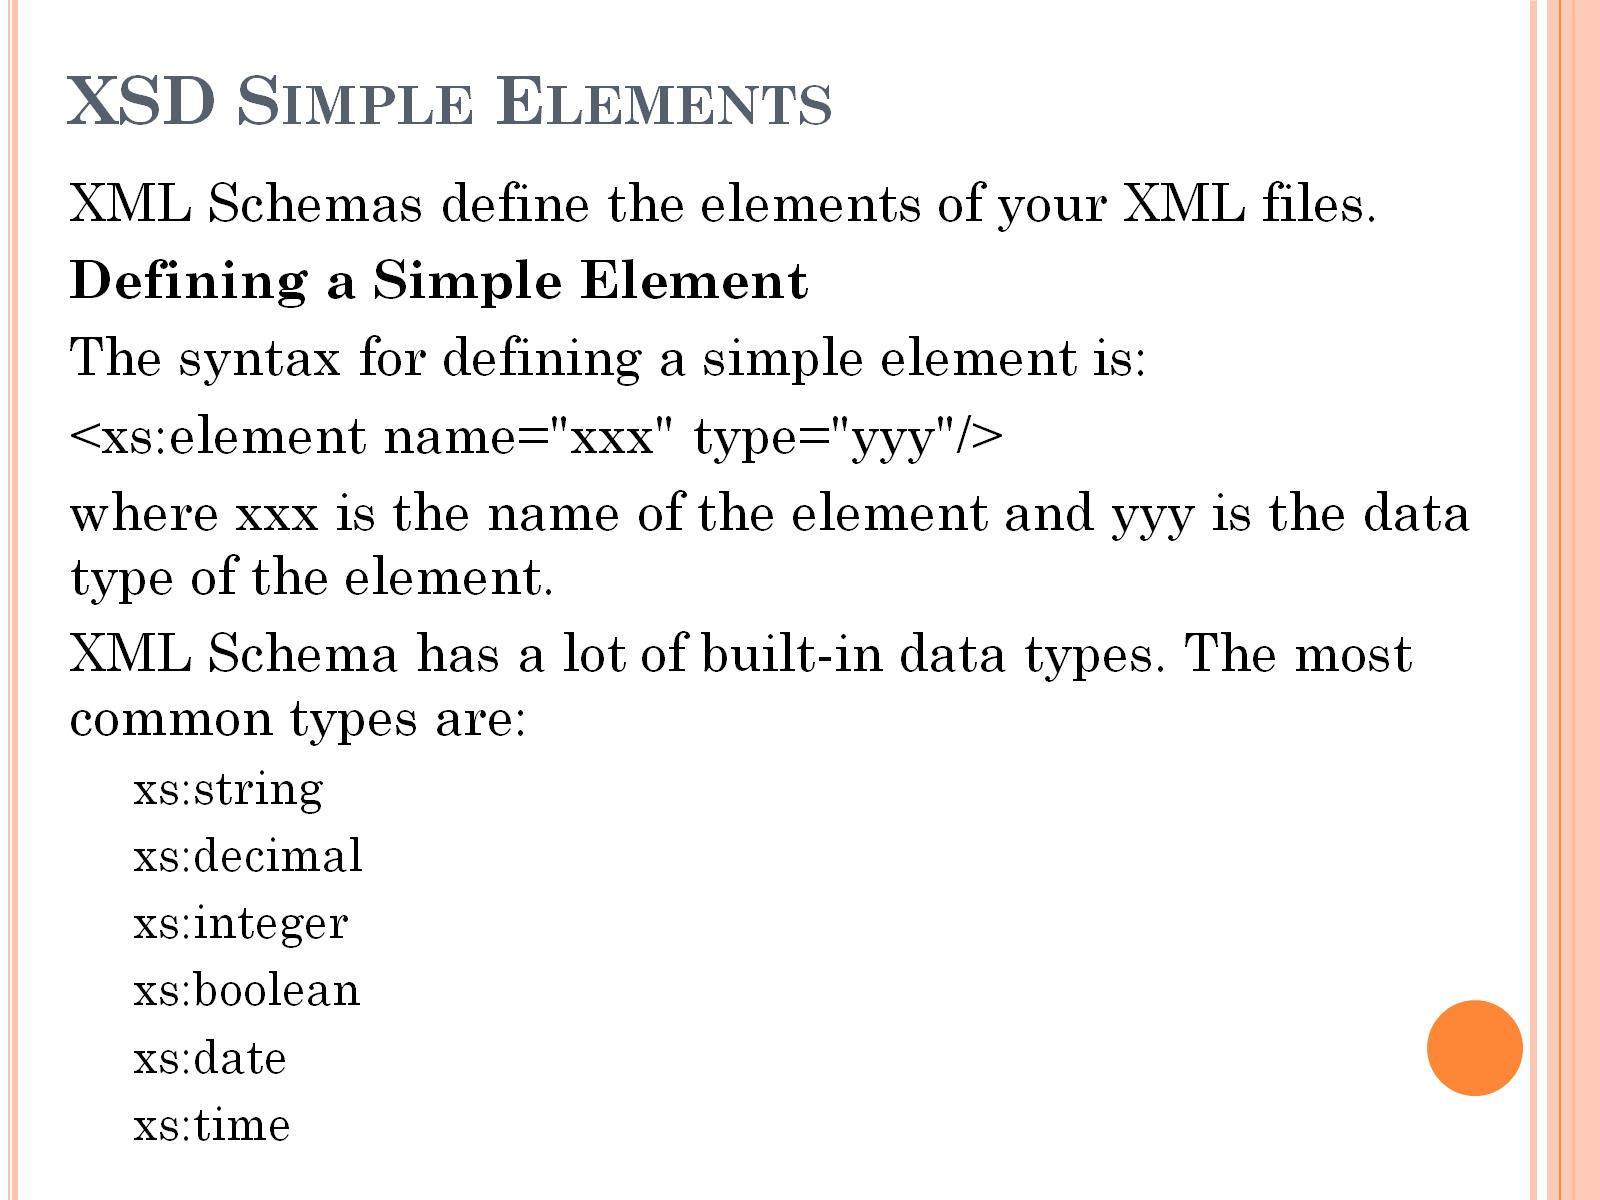 XSD Simple Elements
XML Schemas define the elements of your XML files.
Defining a Simple Element
The syntax for defining a simple element is:
<xs:element name="xxx" type="yyy"/>
where xxx is the name of the element and yyy is the data
type of the element.
XML Schema has a lot of built-in data types. The most
common types are:
xs:string
xs:decimal
xs:integer
xs:boolean
xs:date
xs:time